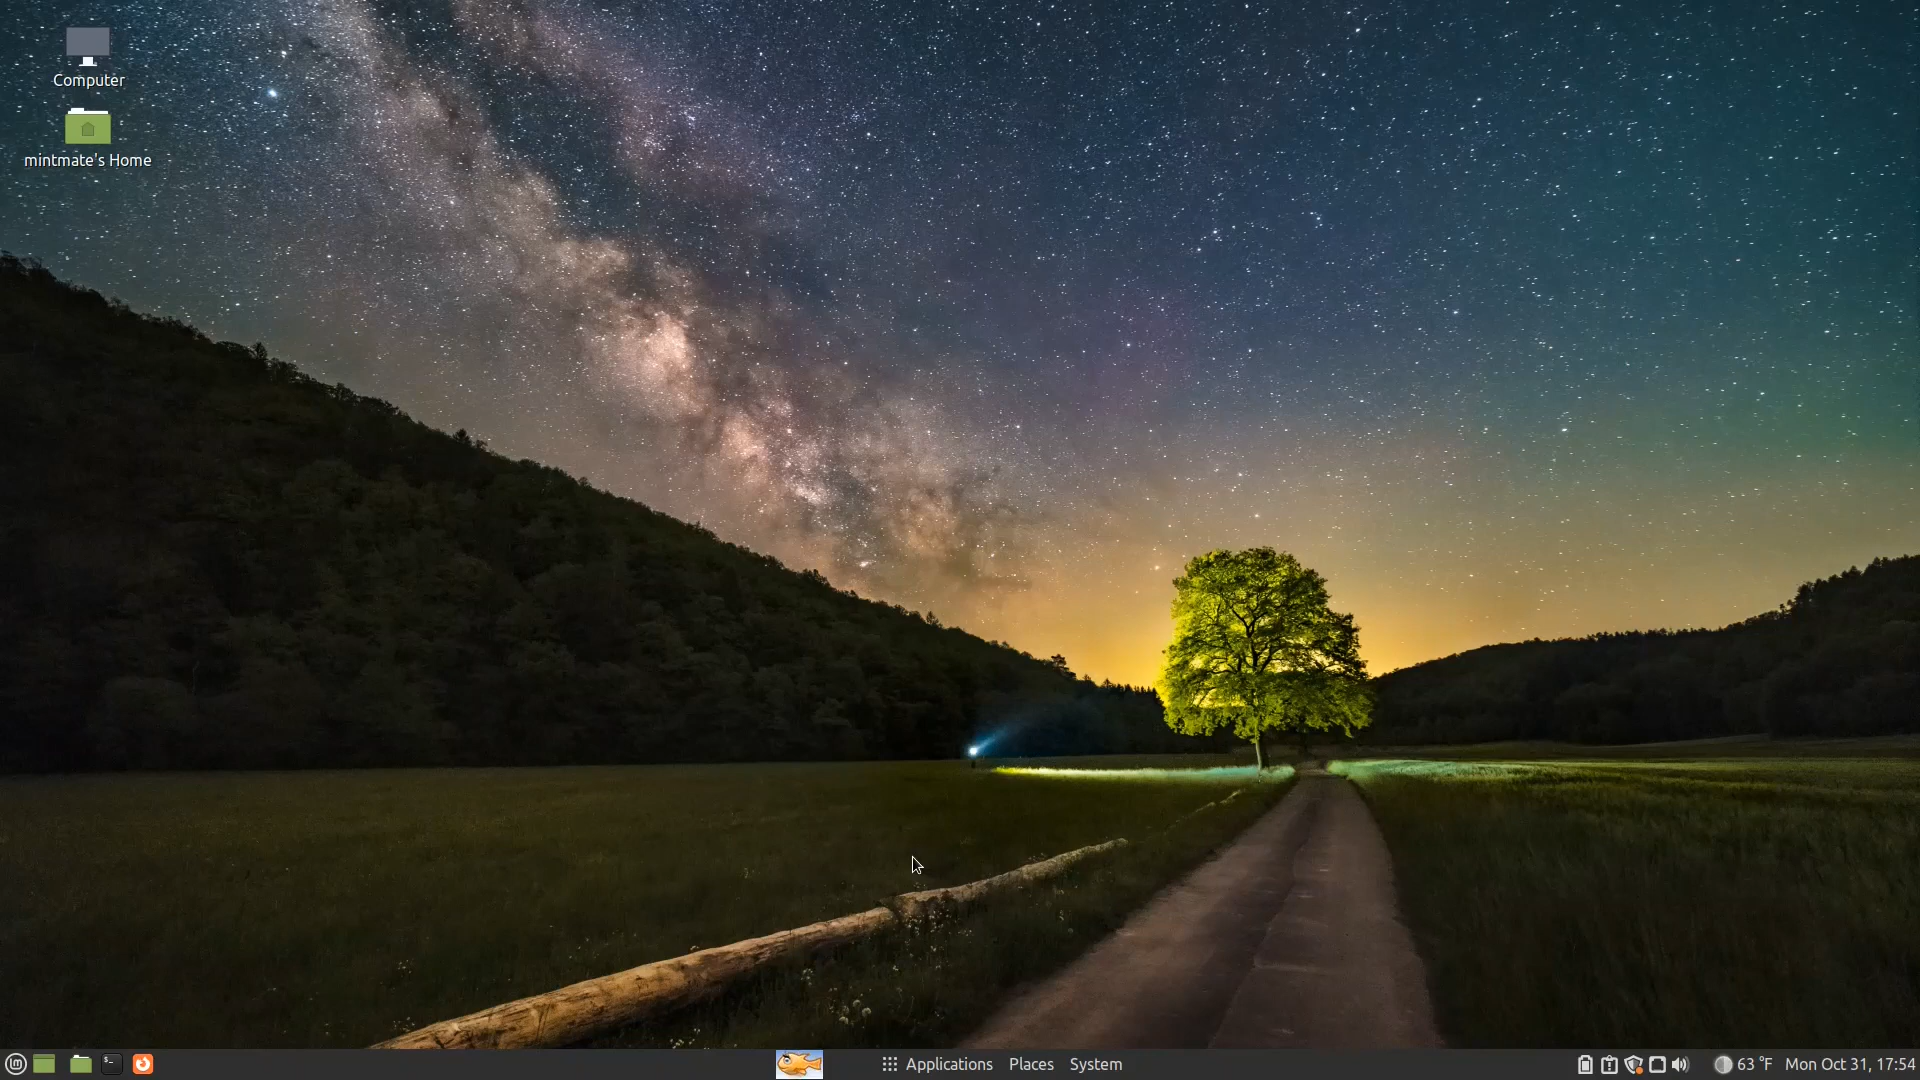 Computer
mintmate's Home
Applications Places System
63 °F Mon Oct 31, 17:54